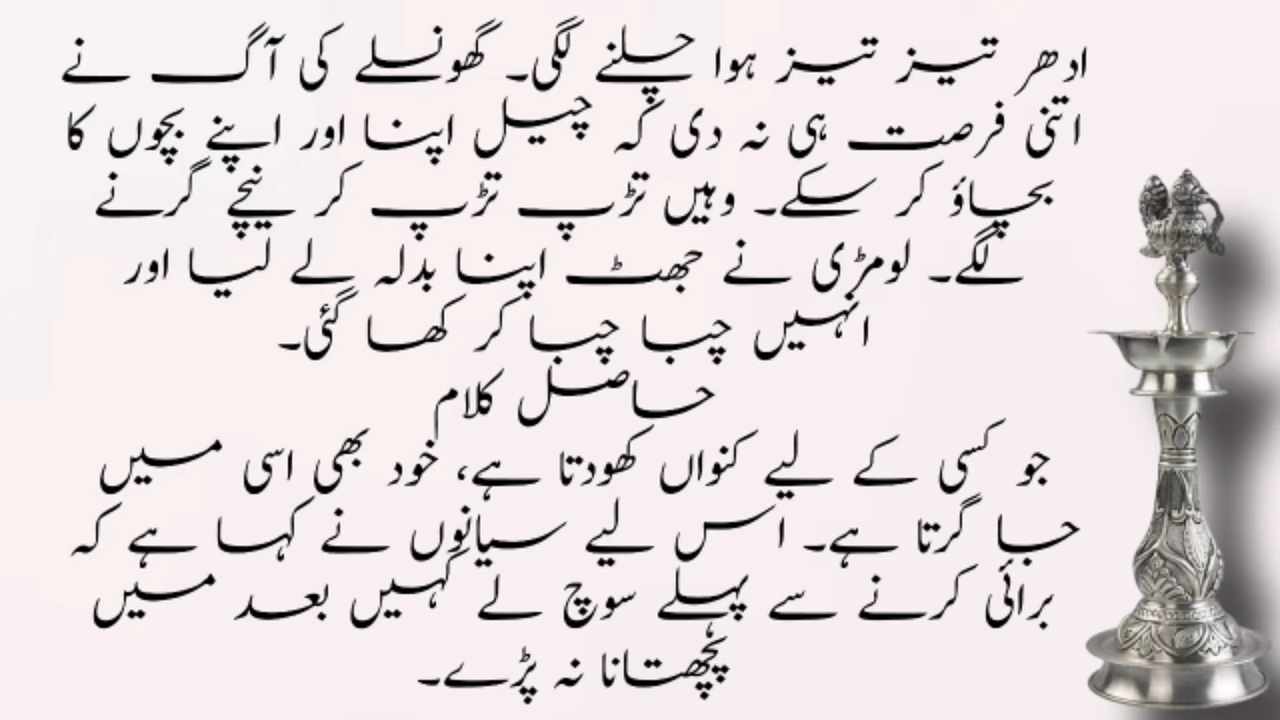 ادھر تیز تیز ہوا چلنے لگی۔ گھونسلے کی آگ نے
اتنی فرصت ہی نہ دی کہ چیل اپنا اور اپنے بچوں کا
بچاؤ کر سکے۔ وہیں تڑپ تڑپ کر نیچے گرنے
لگے۔ لومڑی نے جھٹ اپنا بدلہ لے لیا اور
انہیں چبا چبا کر کھا گئی۔
حاصل کلام
جو کسی کے لیے کنواں کھودتا ہے، خود بھی اسی میں
جا گرتا ہے۔ اس لیے سیانوں نے کہا ہے کہ
برائی کرنے سے پہلے سوچ لے کہیں بعد میں
پچھتانا نہ پڑے۔